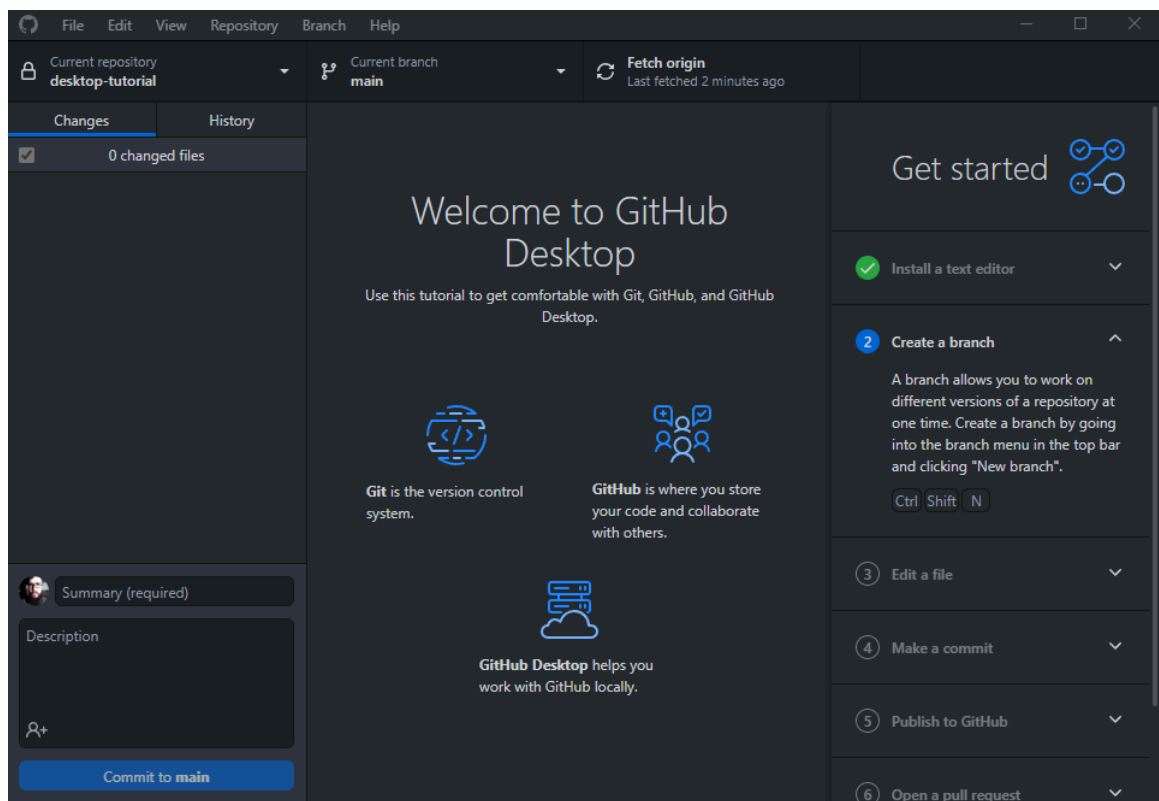 File Edit View Repository Branch Help
Current repository
desktop-tutorial
Current branch
main
Fetch origin
Last fetched 2 minutes ago
Changes History
0 changed files
Summary (required)
Description
Commit to main
Welcome to GitHub
Desktop
Use this tutorial to get comfortable with Git, GitHub, and GitHub
Desktop.
Git is the version control
system.
GitHub is where you store
your code and collaborate
with others.
GitHub Desktop helps you
work with GitHub locally.
Get started
Install a text editor
2 Create a branch
A branch allows you to work on
different versions of a repository at
one time. Create a branch by going
into the branch menu in the top bar
and clicking "New branch".
Ctrl Shift N
3 Edit a file
4 Make a commit
5 Publish to GitHub
6 Open a pull request